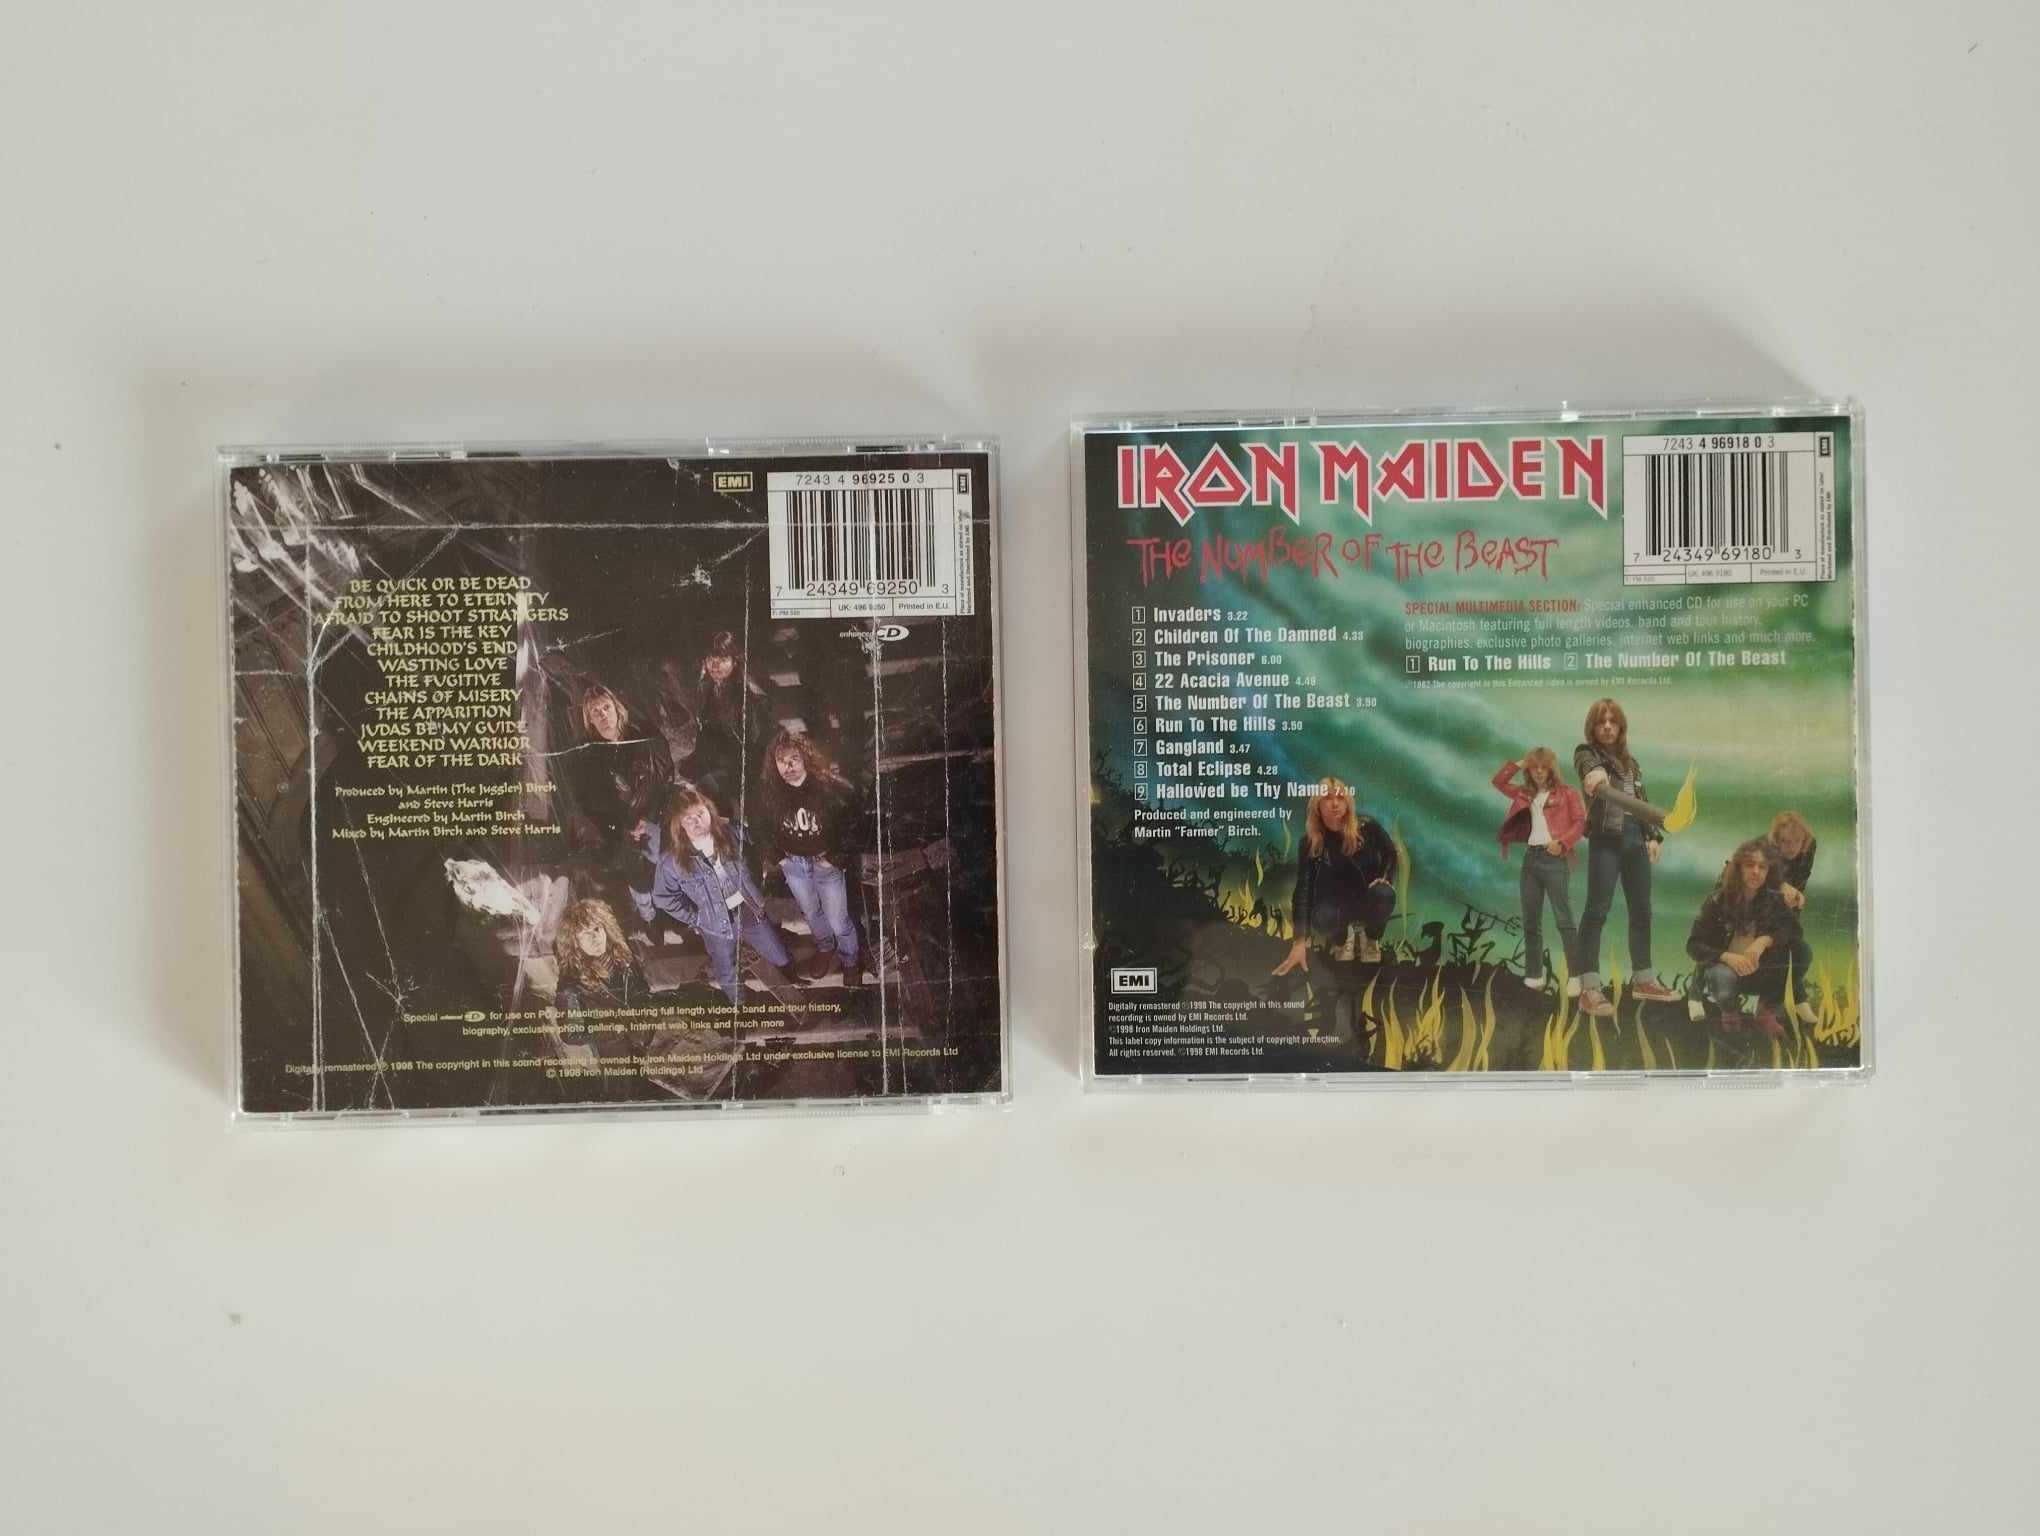 EMI
7243 4 96925 0 3
EMI
7 24349 69250 3
UK: 496 9250
Printed in E.U.
enhanced CD
BE QUICK OR BE DEAD
FROM HERE TO ETERNITY
AFRAID TO SHOOT STRANGERS
FEAR IS THE KEY
CHILDHOOD'S END
WASTING LOVE
THE FUGITIVE
CHAINS OF MISERY
THE APPARITION
JUDAS BE MY GUIDE
WEEKEND WARRIOR
FEAR OF THE DARK
Produced by Martin (The Juggler) Birch
and Steve Harris
Engineered by Martin Birch
Mixed by Martin Birch and Steve Harris
Special enhanced CD for use on PC or Macintosh, featuring full length videos, band and tour history,
biography, exclusive photo galleries, Internet web links and much more
Digitally remastered ℗ 1998 The copyright in this sound recording is owned by Iron Maiden Holdings Ltd under exclusive license to EMI Records Ltd
© 1998 Iron Maiden (Holdings) Ltd
IRON MAIDEN
THE NUMBER OF THE BEAST
7243 4 96918 0 3
EMI
7 24349 69180 3
UK: 496 9180
Printed in E.U.
1 Invaders 3.22
2 Children Of The Damned 4.33
3 The Prisoner 6.00
4 22 Acacia Avenue 4.48
5 The Number Of The Beast 3.50
6 Run To The Hills 3.50
7 Gangland 3.47
8 Total Eclipse 4.28
9 Hallowed be Thy Name 7.10
Produced and engineered by
Martin "Farmer" Birch.
SPECIAL MULTIMEDIA SECTION: Special enhanced CD for use on your PC
or Macintosh featuring full length videos, band and tour history,
biographies, exclusive photo galleries, internet web links and much more.
1 Run To The Hills 2 The Number Of The Beast
℗1982 The copyright in this Enhanced video is owned by EMI Records Ltd.
EMI
Digitally remastered ℗1998 The copyright in this sound
recording is owned by EMI Records Ltd.
©1998 Iron Maiden Holdings Ltd.
This label copy information is the subject of copyright protection.
All rights reserved. ©1998 EMI Records Ltd.